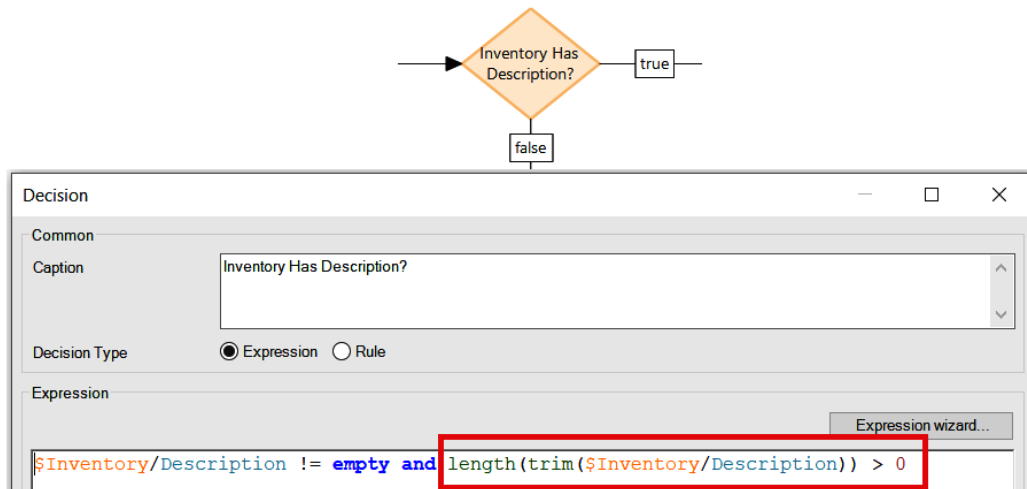 Inventory Has
Description?
true
false
Decision
Common
Caption
Inventory Has Description?
Decision Type
Expression
Rule
Expression
Expression wizard...
$Inventory/Description != empty and length(trim($Inventory/Description)) > 0